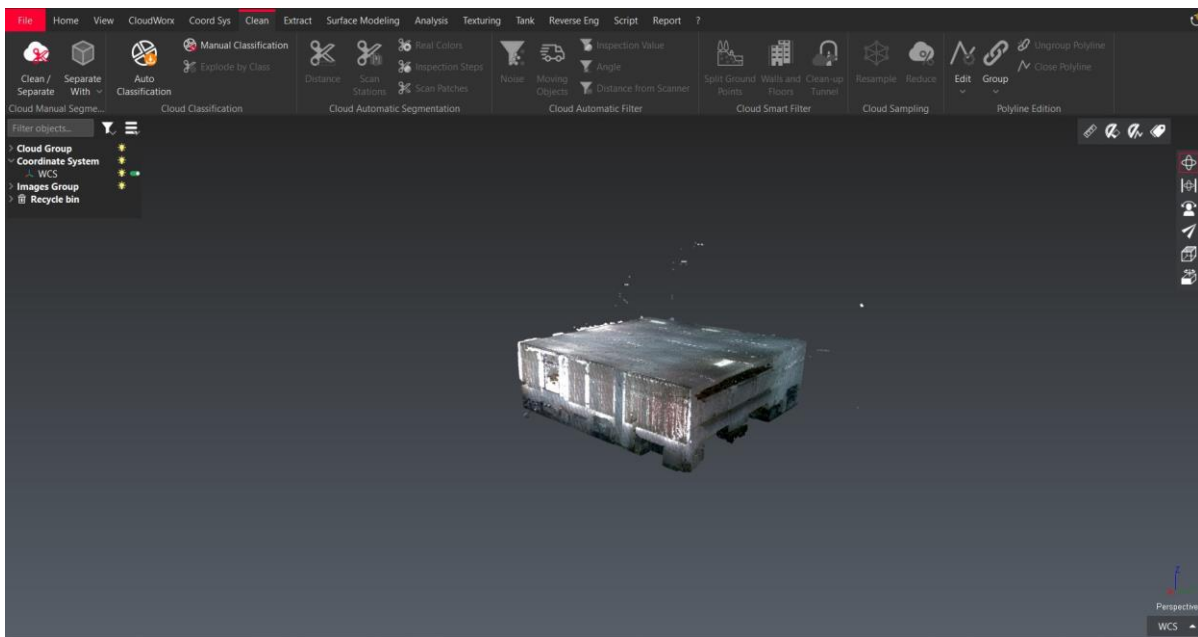 File Home View CloudWorx Coord Sys Clean Extract Surface Modeling Analysis Texturing Tank Reverse Eng Script Report ?
Clean / Separate
Separate With
Cloud Manual Segme...
Auto Classification
Manual Classification
Explode by Class
Cloud Classification
Distance
Scan Stations
Real Colors
Inspection Steps
Scan Patches
Cloud Automatic Segmentation
Noise
Moving Objects
Inspection Value
Angle
Distance from Scanner
Cloud Automatic Filter
Split Ground Points
Walls and Floors
Clean-up Tunnel
Cloud Smart Filter
Resample
Reduce
Cloud Sampling
Edit
Group
Ungroup Polyline
Close Polyline
Polyline Edition
Filter objects...
Cloud Group
Coordinate System
WCS
Images Group
Recycle bin
Z
Perspective
WCS